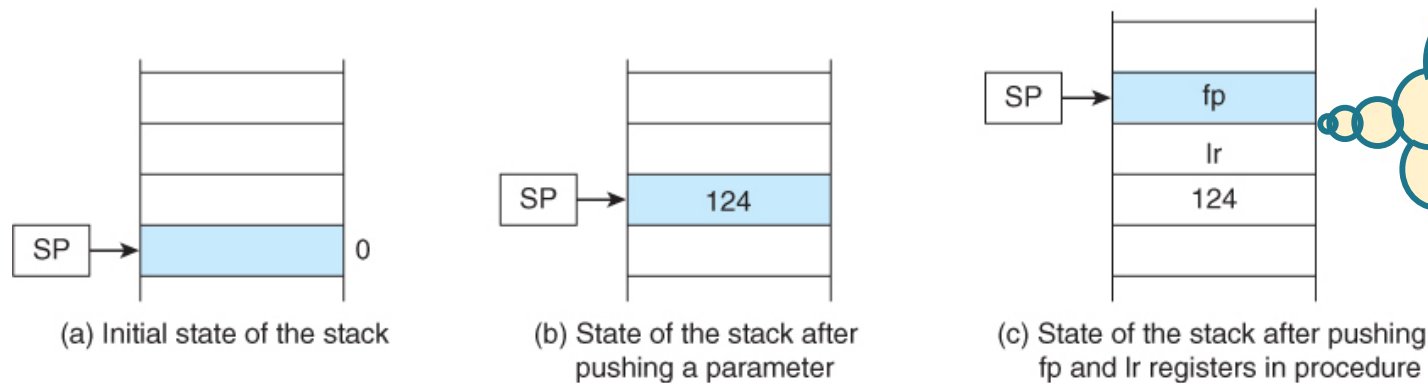 SP
0
(a) Initial state of the stack
SP
124
(b) State of the stack after
pushing a parameter
SP
fp
lr
124
(c) State of the stack after pushing
fp and lr registers in procedure